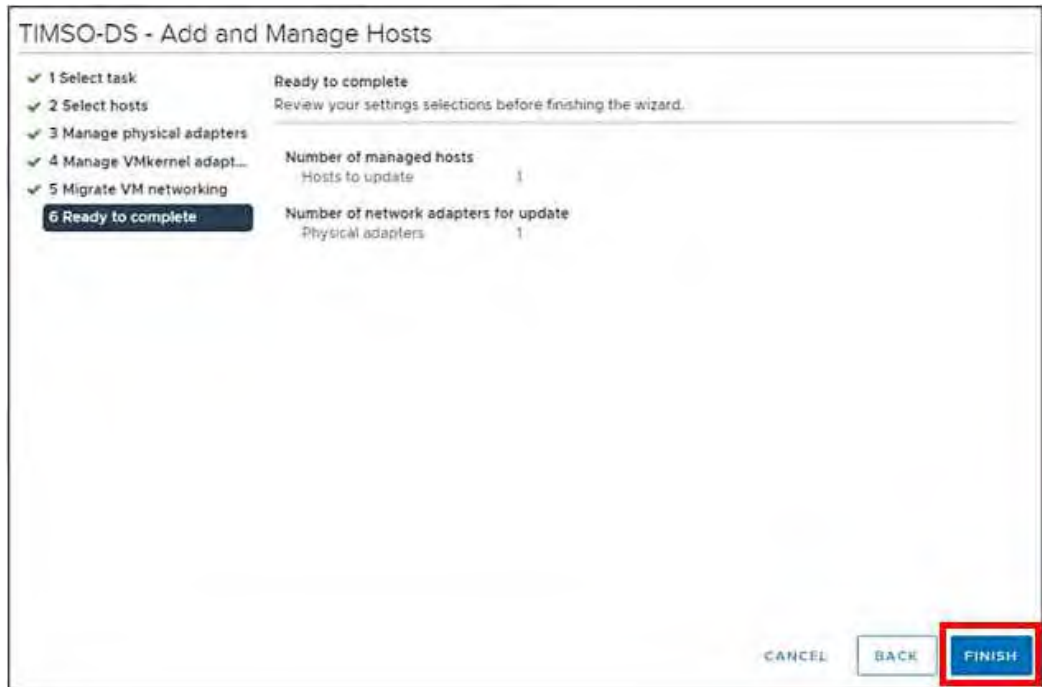 TIMSO-DS - Add and Manage Hosts
1 Select task
2 Select hosts
3 Manage physical adapters
4 Manage VMkernel adapt...
5 Migrate VM networking
6 Ready to complete
Ready to complete
Review your settings selections before finishing the wizard.
Number of managed hosts
Hosts to update 1
Number of network adapters for update
Physical adapters 1
CANCEL
BACK
FINISH